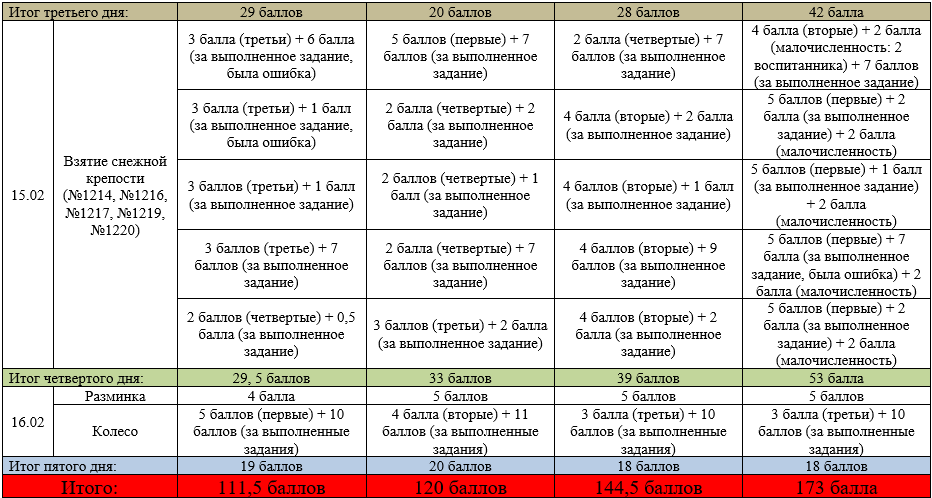 Итог третьего дня: 29 баллов 20 баллов 28 баллов 42 балла
15.02
Взятие снежной
крепости
(№1214, №1216,
№1217, №1219,
№1220)
3 балла (третьи) + 6 балла
(за выполненное задание,
была ошибка)
5 баллов (первые) + 7
баллов (за выполненное
задание)
2 балла (четвертые) + 7
баллов (за выполненное
задание)
4 балла (вторые) + 2 балла
(малочисленность: 2
воспитанника) + 7 баллов
(за выполненное задание)
3 балла (третьи) + 1 балл
(за выполненное задание,
была ошибка)
2 балла (четвертые) + 2
балла (за выполненное
задание)
4 балла (вторые) + 2 балла
(за выполненное задание)
5 баллов (первые) + 2
балла (за выполненное
задание) + 2 балла
(малочисленность)
3 баллов (третьи) + 1 балл
(за выполненное задание)
2 баллов (четвертые) + 1
балл (за выполненное
задание)
4 баллов (вторые) + 1 балл
(за выполненное задание)
5 баллов (первые) + 1 балл
(за выполненное задание)
+ 2 балла
(малочисленность)
3 баллов (третье) + 7
баллов (за выполненное
задание)
2 балла (четвертые) + 7
баллов (за выполненное
задание)
4 баллов (вторые) + 9
баллов (за выполненное
задание)
5 баллов (первые) + 7
балла (за выполненное
задание, была ошибка) + 2
балла (малочисленность)
2 баллов (четвертые) + 0,5
балла (за выполненное
задание)
3 баллов (третьи) + 2 балла
(за выполненное задание)
4 баллов (вторые) + 2
балла (за выполненное
задание)
5 баллов (первые) + 2
балла (за выполненное
задание) + 2 балла
(малочисленность)
Итог четвертого дня: 29, 5 баллов 33 баллов 39 баллов 53 балла
16.02
Разминка 4 балла 5 баллов 5 баллов 5 баллов
Колесо
5 баллов (первые) + 10
баллов (за выполненные
задания)
4 балла (вторые) + 11
баллов (за выполненные
задания)
3 балла (третьи) + 10
баллов (за выполненные
задания)
3 балла (третьи) + 10
баллов (за выполненные
задания)
Итог пятого дня: 19 баллов 20 баллов 18 баллов 18 баллов
Итого: 111,5 баллов 120 баллов 144,5 баллов 173 балла